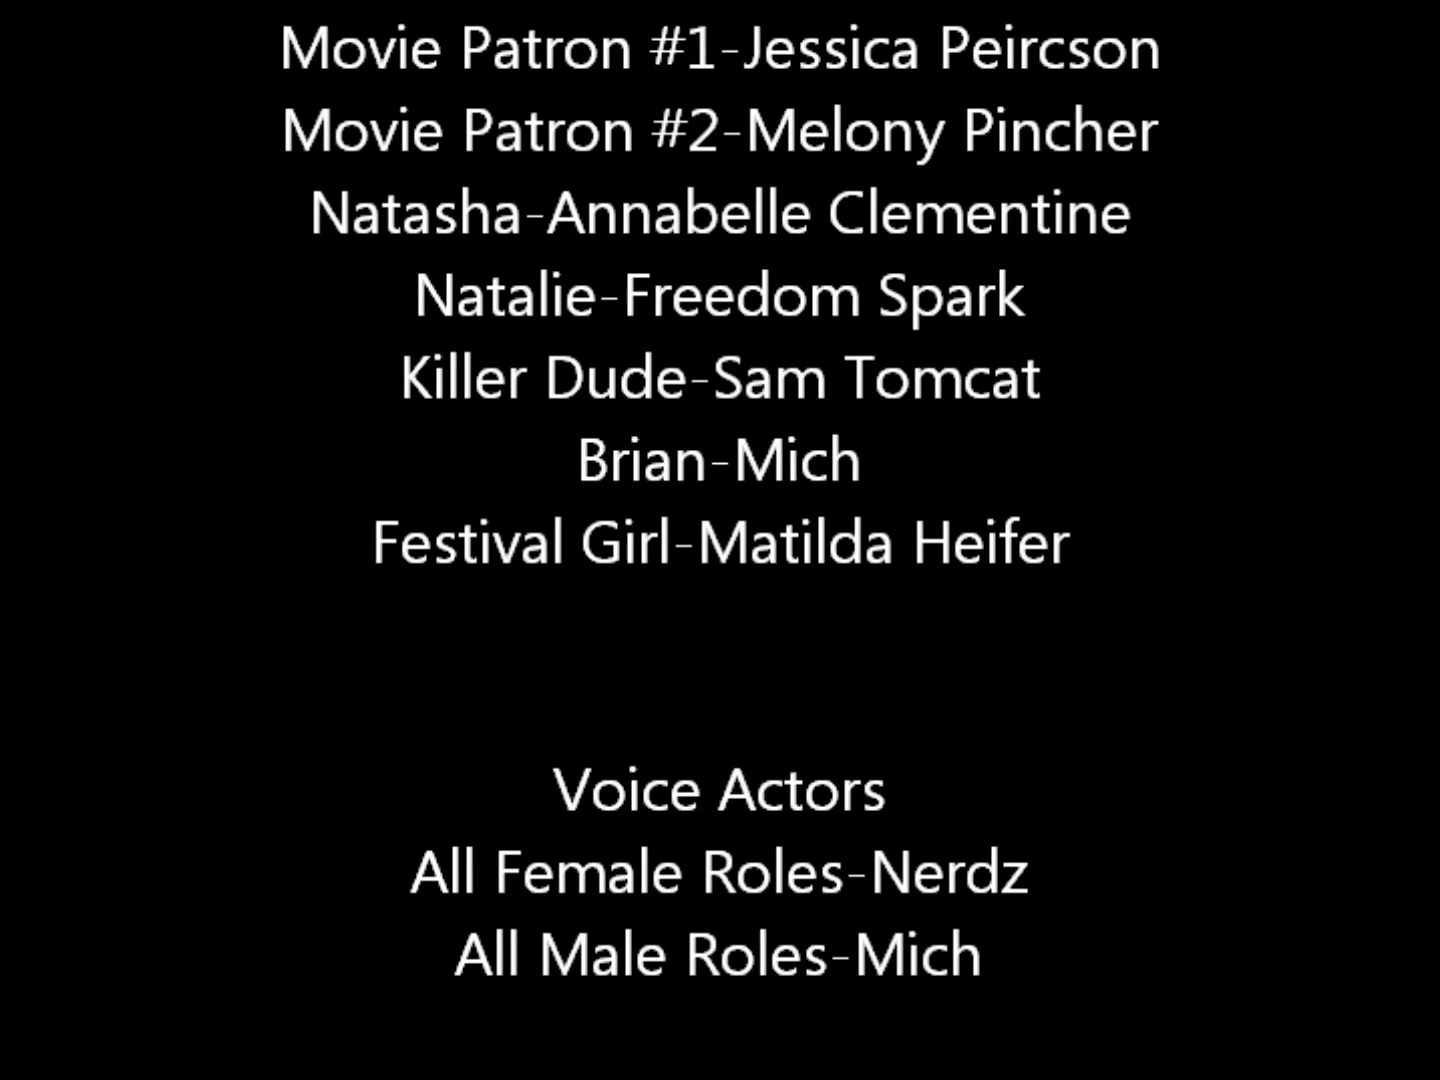 Movie Patron #1-Jessica Peircson
Movie Patron #2-Melony Pincher
Natasha-Annabelle Clementine
Natalie-Freedom Spark
Killer Dude-Sam Tomcat
Brian-Mich
Festival Girl-Matilda Heifer
Voice Actors
All Female Roles-Nerdz
All Male Roles-Mich